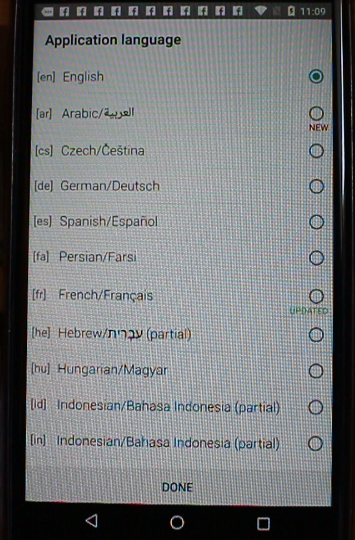 11:09
Application language
[en] English
[ar] Arabic/العربية
NEW
[cs] Czech/Čeština
[de] German/Deutsch
[es] Spanish/Español
[fa] Persian/Farsi
[fr] French/Français
UPDATED
[he] Hebrew/עברית (partial)
[hu] Hungarian/Magyar
[id] Indonesian/Bahasa Indonesia (partial)
[in] Indonesian/Bahasa Indonesia (partial)
DONE